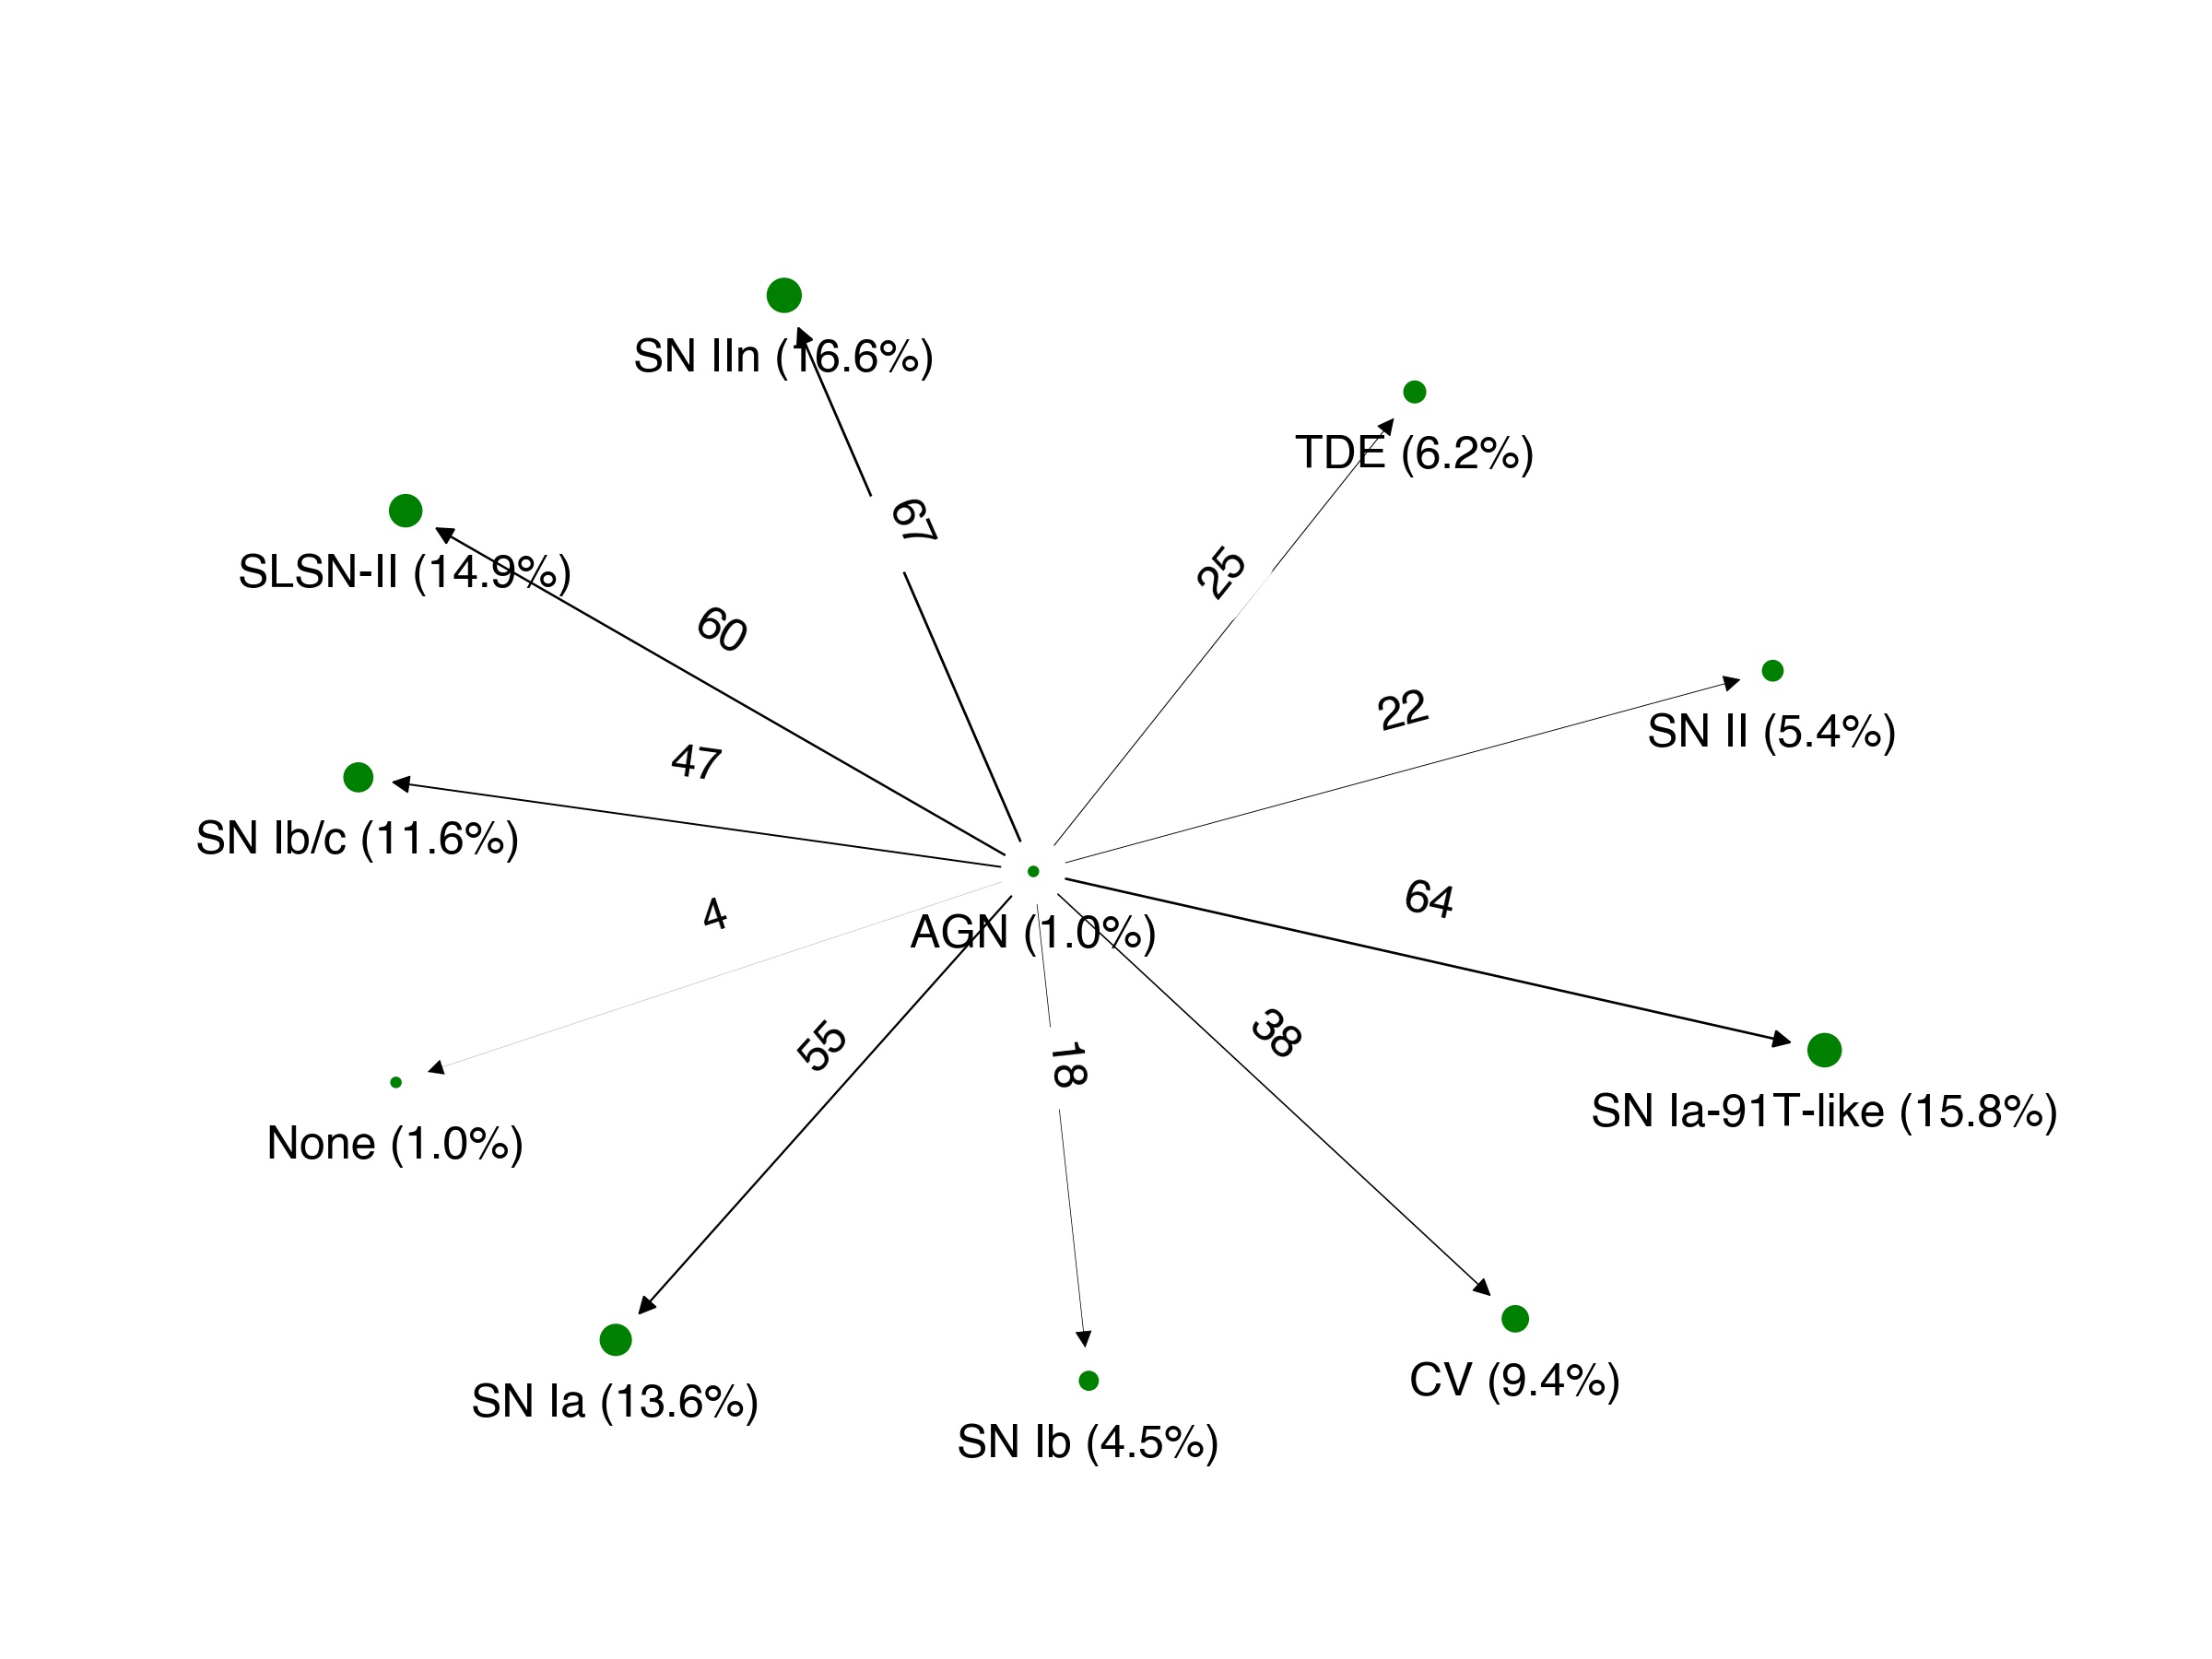 SN IIn (16.6%)
TDE (6.2%)
67
SLSN-II (14.9%)
25
60
22
SN II (5.4%)
47
SN Ib/c (11.6%)
4
64
AGN (1.0%)
55
18
38
SN Ia-91T-like (15.8%)
None (1.0%)
CV (9.4%)
SN Ia (13.6%)
SN Ib (4.5%)